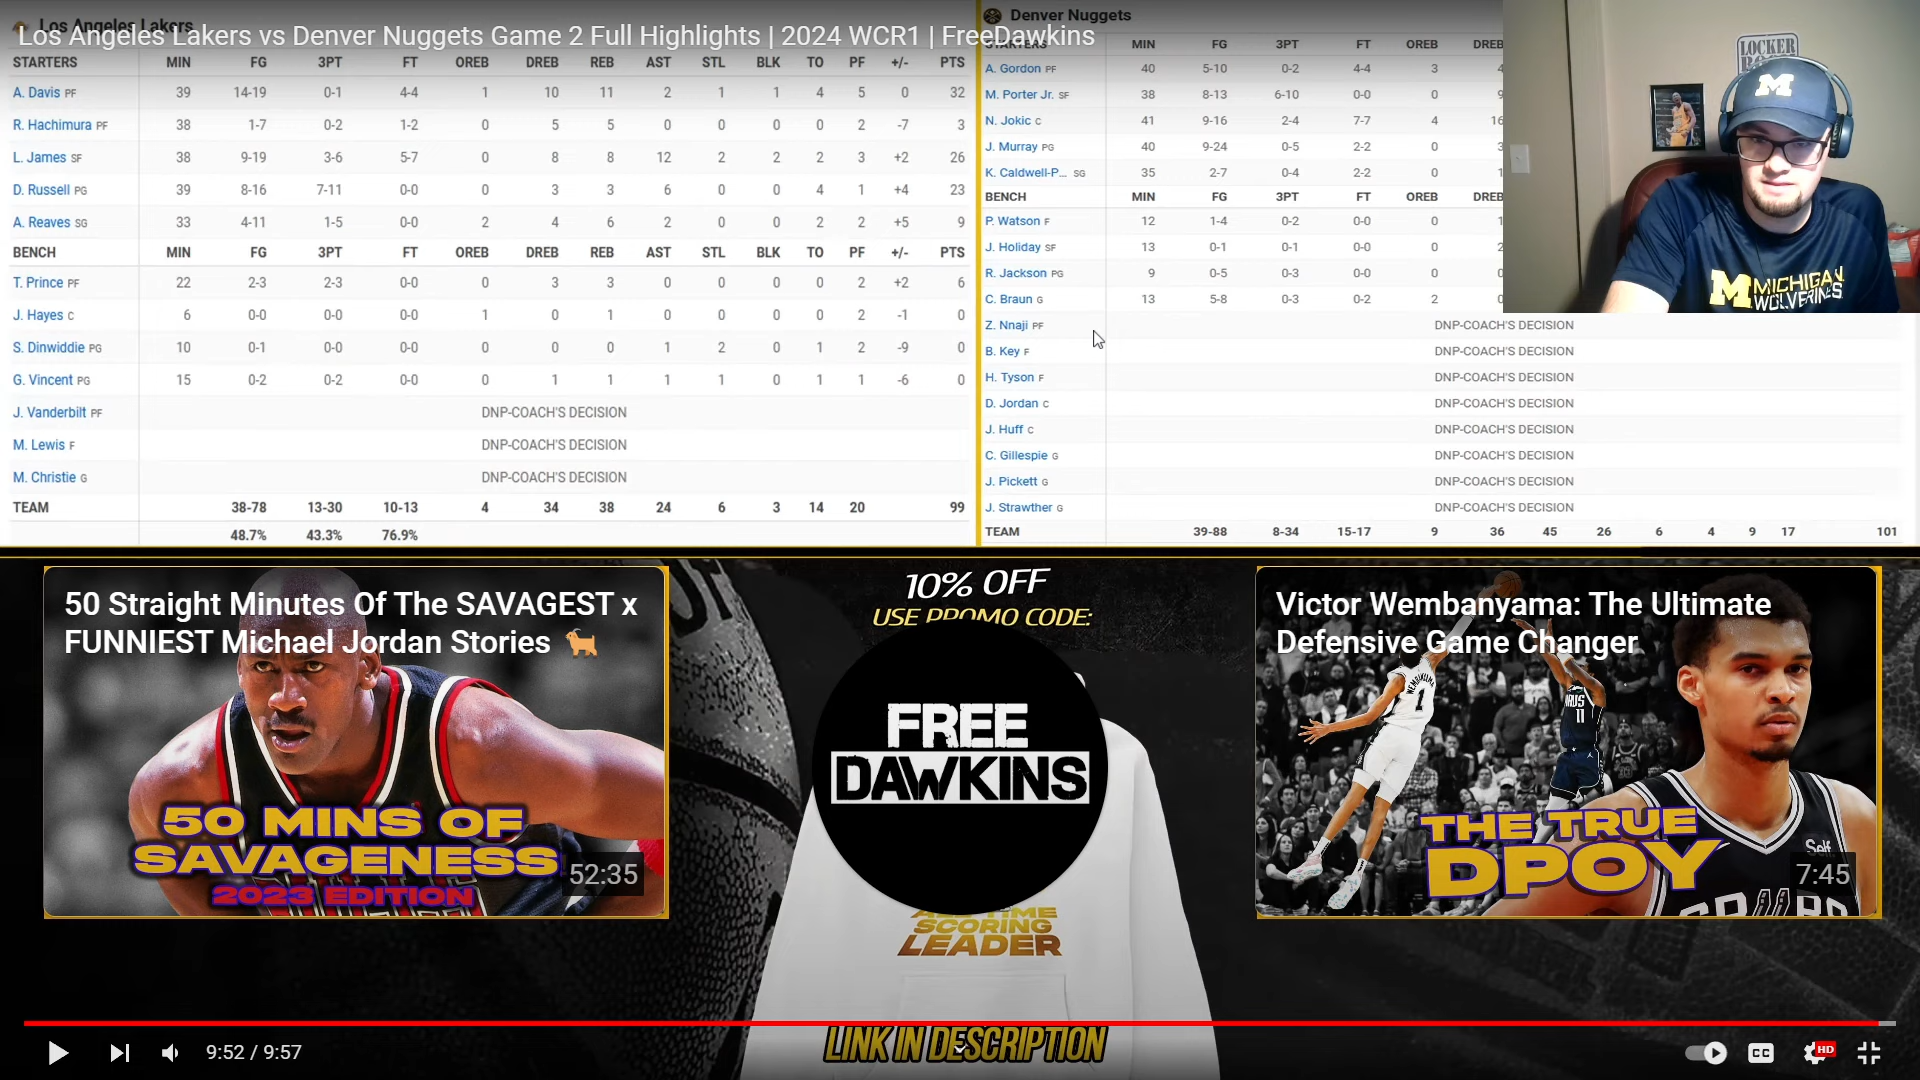 Los Angeles Lakers
Los Angeles Lakers vs Denver Nuggets Game 2 Full Highlights | 2024 WCR1 | FreeDawkins
STARTERS MIN FG 3PT FT OREB DREB REB AST STL BLK TO PF +/- PTS
A. Davis PF 39 14-19 0-1 4-4 1 10 11 2 1 1 4 5 0 32
R. Hachimura PF 38 1-7 0-2 1-2 0 5 5 0 0 0 0 2 -7 3
L. James SF 38 9-19 3-6 5-7 0 8 8 12 2 2 2 3 +2 26
D. Russell PG 39 8-16 7-11 0-0 0 3 3 6 0 0 4 1 +4 23
A. Reaves SG 33 4-11 1-5 0-0 2 4 6 2 0 0 2 2 +5 9
BENCH MIN FG 3PT FT OREB DREB REB AST STL BLK TO PF +/- PTS
T. Prince PF 22 2-3 2-3 0-0 0 3 3 0 0 0 0 2 +2 6
J. Hayes C 6 0-0 0-0 0-0 1 0 1 0 0 0 0 2 -1 0
S. Dinwiddie PG 10 0-1 0-0 0-0 0 0 0 1 2 0 1 2 -9 0
G. Vincent PG 15 0-2 0-2 0-0 0 1 1 1 1 0 1 1 -6 0
J. Vanderbilt PF DNP-COACH'S DECISION
M. Lewis F DNP-COACH'S DECISION
M. Christie G DNP-COACH'S DECISION
TEAM 38-78 13-30 10-13 4 34 38 24 6 3 14 20 99
48.7% 43.3% 76.9%
Denver Nuggets
STARTERS MIN FG 3PT FT OREB DREB
A. Gordon PF 40 5-10 0-2 4-4 3 4
M. Porter Jr. SF 38 8-13 6-10 0-0 0 9
N. Jokic C 41 9-16 2-4 7-7 4 16
J. Murray PG 40 9-24 0-5 2-2 0 3
K. Caldwell-P... SG 35 2-7 0-4 2-2 0 1
BENCH MIN FG 3PT FT OREB DREB
P. Watson F 12 1-4 0-2 0-0 0 1
J. Holiday SF 13 0-1 0-1 0-0 0 2
R. Jackson PG 9 0-5 0-3 0-0 0 0
C. Braun G 13 5-8 0-3 0-2 2 0
Z. Nnaji PF DNP-COACH'S DECISION
B. Key F DNP-COACH'S DECISION
H. Tyson F DNP-COACH'S DECISION
D. Jordan C DNP-COACH'S DECISION
J. Huff C DNP-COACH'S DECISION
C. Gillespie G DNP-COACH'S DECISION
J. Pickett G DNP-COACH'S DECISION
J. Strawther G DNP-COACH'S DECISION
TEAM 39-88 8-34 15-17 9 36 45 26 6 4 9 17 101
LOCKER
M
M MICHIGAN
WOLVERINES
50 Straight Minutes Of The SAVAGEST x
FUNNIEST Michael Jordan Stories
50 MINS OF
SAVAGENESS
2023 EDITION
52:35
10% OFF
USE PROMO CODE:
FREE
DAWKINS
ALL TIME
SCORING
LEADER
LINK IN DESCRIPTION
Victor Wembanyama: The Ultimate
Defensive Game Changer
WEMBANYAMA
1
11
THE TRUE
DPOY
Self
7:45
9:52 / 9:57
CC
HD